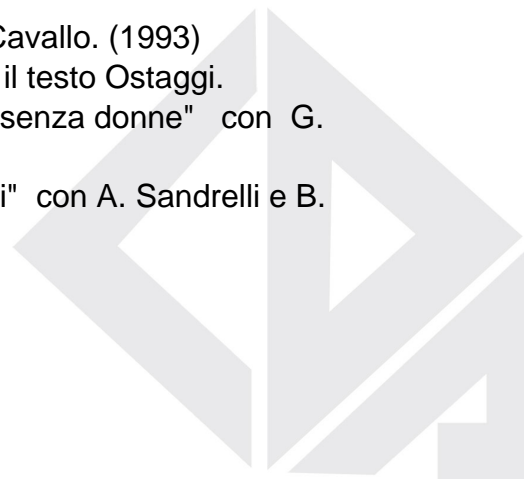 Cavallo. (1993)
il testo Ostaggi.
senza donne" con G.
i" con A. Sandrelli e B.